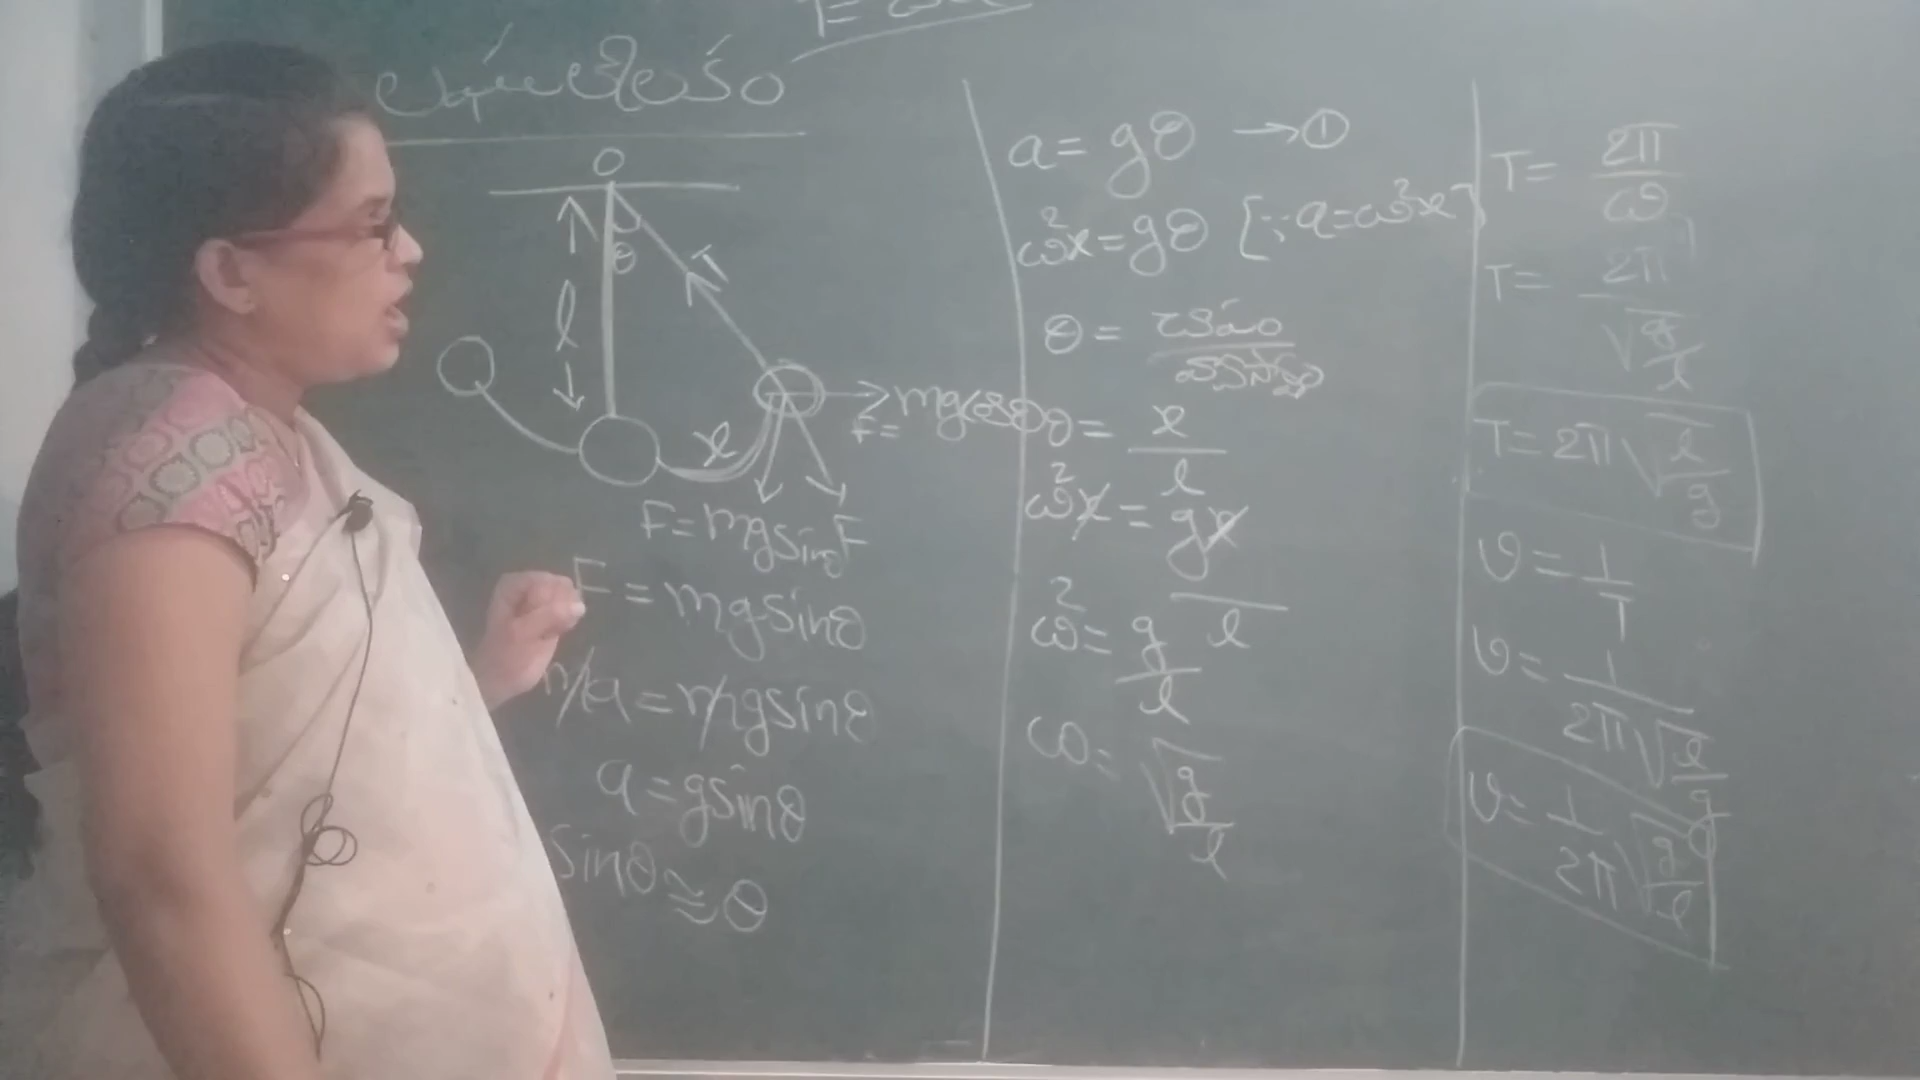 లఘులోలకం
O
θ
T
l
x
mgcosθ
F=
F=mgsinθ
F
F=mgsinθ
ma=mgsinθ
a=gsinθ
sinθ≈θ
a= gθ →①
ω²x=gθ [∵a=ω²x]
θ = చాపం
వ్యాసార్థం
θ= x/l
ω²x = gx/l
ω²= g/l
ω= √g/l
T= 2π/ω
T= 2π/√g/l
T=2π√l/g
υ=1/T
υ=1/2π√l/g
υ=1/2π √g/l